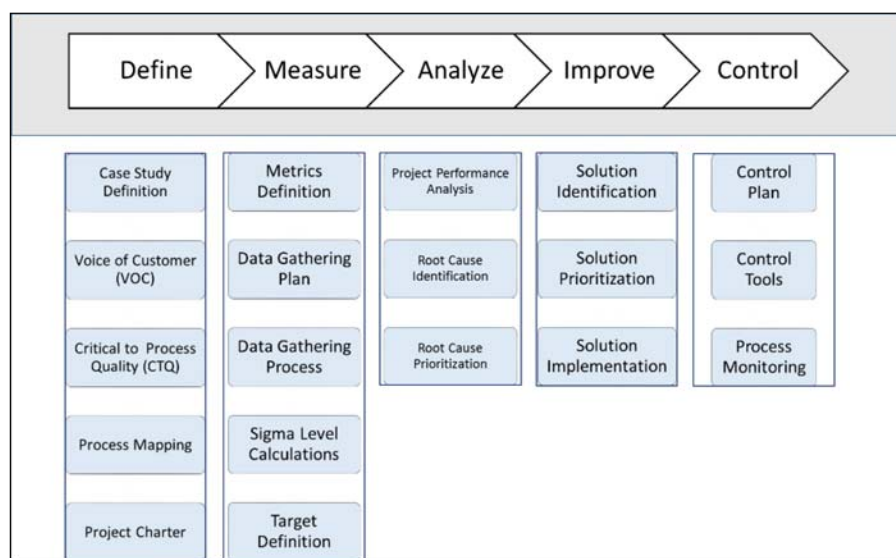 Define
Measure
Analyze
Improve
Control
Case Study
Definition
Voice of Customer
(VOC)
Critical to Process
Quality (CTQ)
Process Mapping
Project Charter
Metrics
Definition
Data Gathering
Plan
Data Gathering
Process
Sigma Level
Calculations
Target
Definition
Project Performance
Analysis
Root Cause
Identification
Root Cause
Prioritization
Solution
Identification
Solution
Prioritization
Solution
Implementation
Control
Plan
Control
Tools
Process
Monitoring